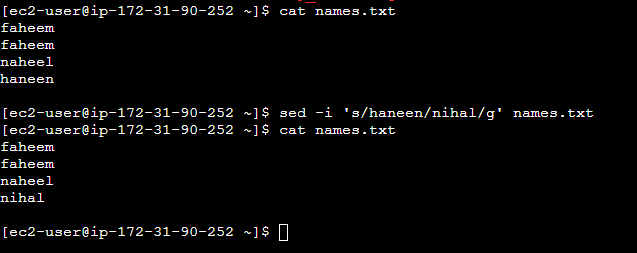 [ec2-user@ip-172-31-90-252 ~]$ cat names.txt
faheem
faheem
naheel
haneen
[ec2-user@ip-172-31-90-252 ~]$ sed -i 's/haneen/nihal/g' names.txt
[ec2-user@ip-172-31-90-252 ~]$ cat names.txt
faheem
faheem
naheel
nihal
[ec2-user@ip-172-31-90-252 ~]$